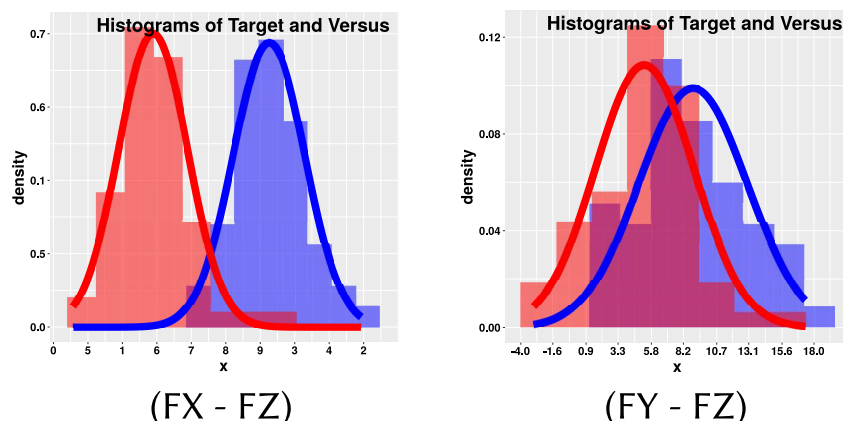 Histograms of Target and Versus
0.7
0.6
0.1
0.5
0.0
density
0 5 1 6 7 8 9 3 4 2
x
(FX - FZ)
Histograms of Target and Versus
0.12
0.08
0.04
0.00
density
-4.0 -1.6 0.9 3.3 5.8 8.2 10.7 13.1 15.6 18.0
x
(FY - FZ)